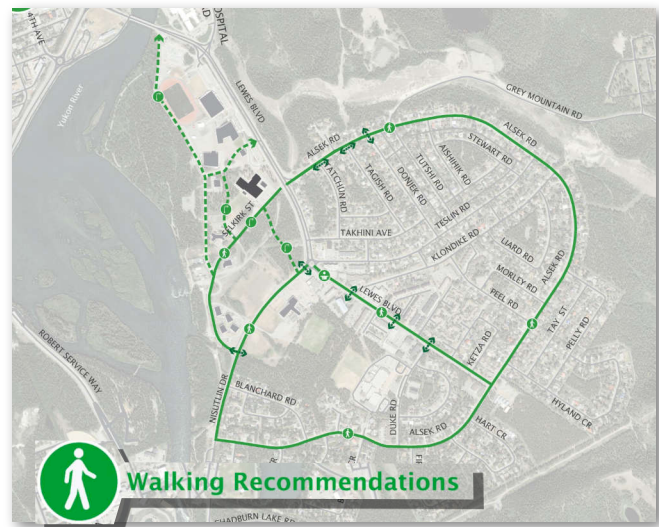 4TH AVE
HOSPITAL
Yukon River
LEWES BLVD
GREY MOUNTAIN RD
ALSEK RD
ALSEK RD
STEWART RD
AISHIHIK RD
TUTSHI RD
DONJEK RD
TAGISH RD
ATCHUN RD
SELKIRK ST
TESLIN RD
TAKHINI AVE
KLONDIKE RD
LIARD RD
ALSEK RD
MORLEY RD
PEEL RD
LEWES BLVD
TAY ST
PELLY RD
KETZA RD
ROBERT SERVICE WAY
NISUTLIN DR
BLANCHARD RD
DUKE RD
ALSEK RD
HART CR
HYLAND CR
Walking Recommendations
CHADBURN LAKE RD